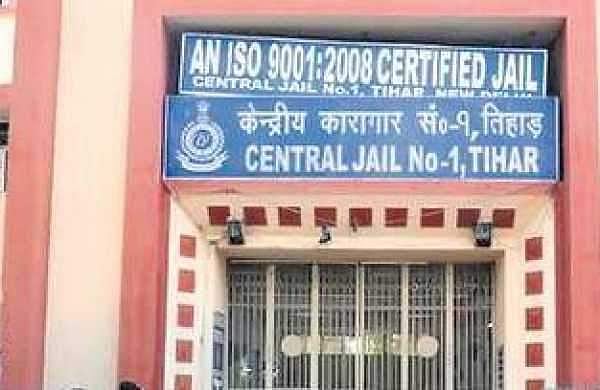 AN ISO 9001:2008 CERTIFIED JAIL
CENTRAL JAIL No.1, TIHAR, NEW DELHI
केन्द्रीय कारागार सं०-१, तिहाड़
CENTRAL JAIL No-1, TIHAR